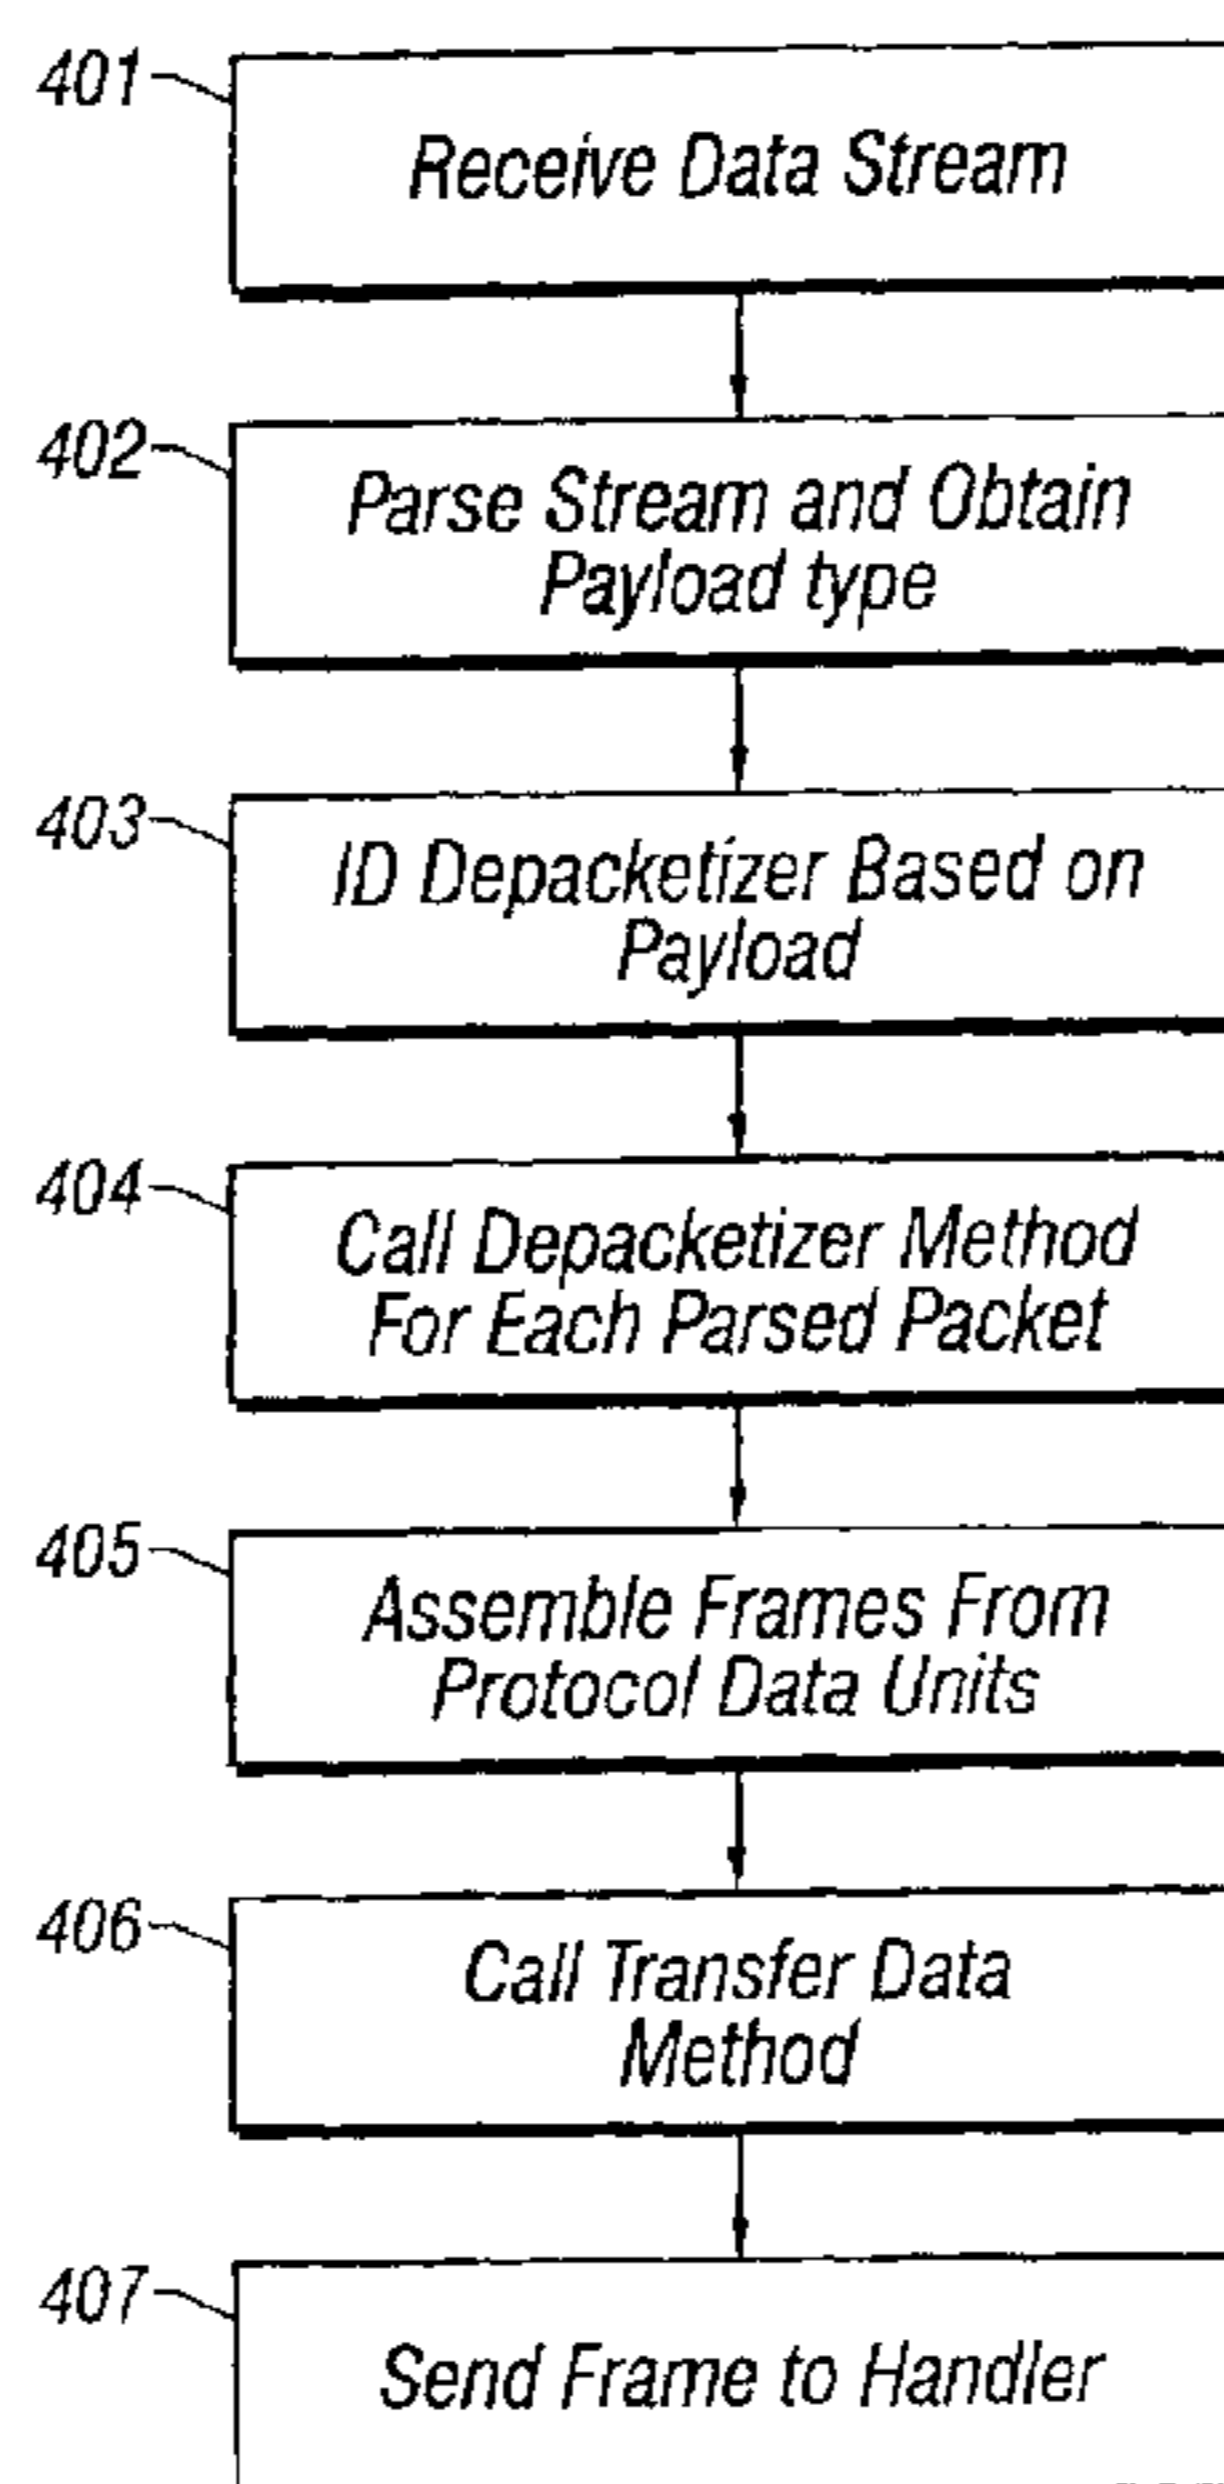 401
Receive Data Stream
402
Parse Stream and Obtain
Payload type
403
ID Depacketizer Based on
Payload
404
Call Depacketizer Method
For Each Parsed Packet
405
Assemble Frames From
Protocol Data Units
406
Call Transfer Data
Method
407
Send Frame to Handler